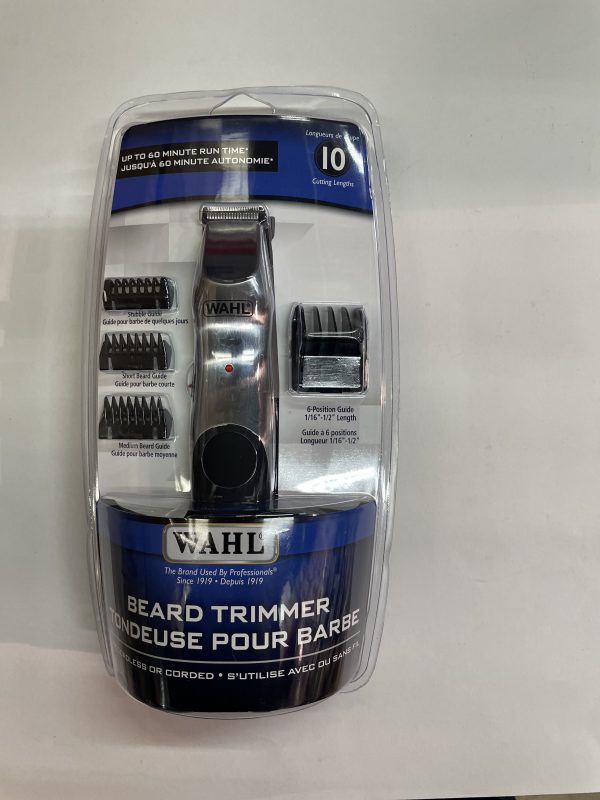 UP TO 60 MINUTE RUN TIME*
JUSQU'À 60 MINUTE AUTONOMIE*
Longueurs de
10
Cutting Lengths
WAHL
Stubble Guide
Guide pour barbe de quelques jours
Short Beard Guide
Guide pour barbe courte
Medium Beard Guide
Guide pour barbe moyenne
6-Position Guide
1/16"-1/2" Length
Guide à 6 positions
Longueur 1/16"-1/2"
WAHL
The Brand Used By Professionals®
Since 1919 • Depuis 1919
BEARD TRIMMER
TONDEUSE POUR BARBE
OR CORDED • S'UTILISE AVEC OU SANS FIL